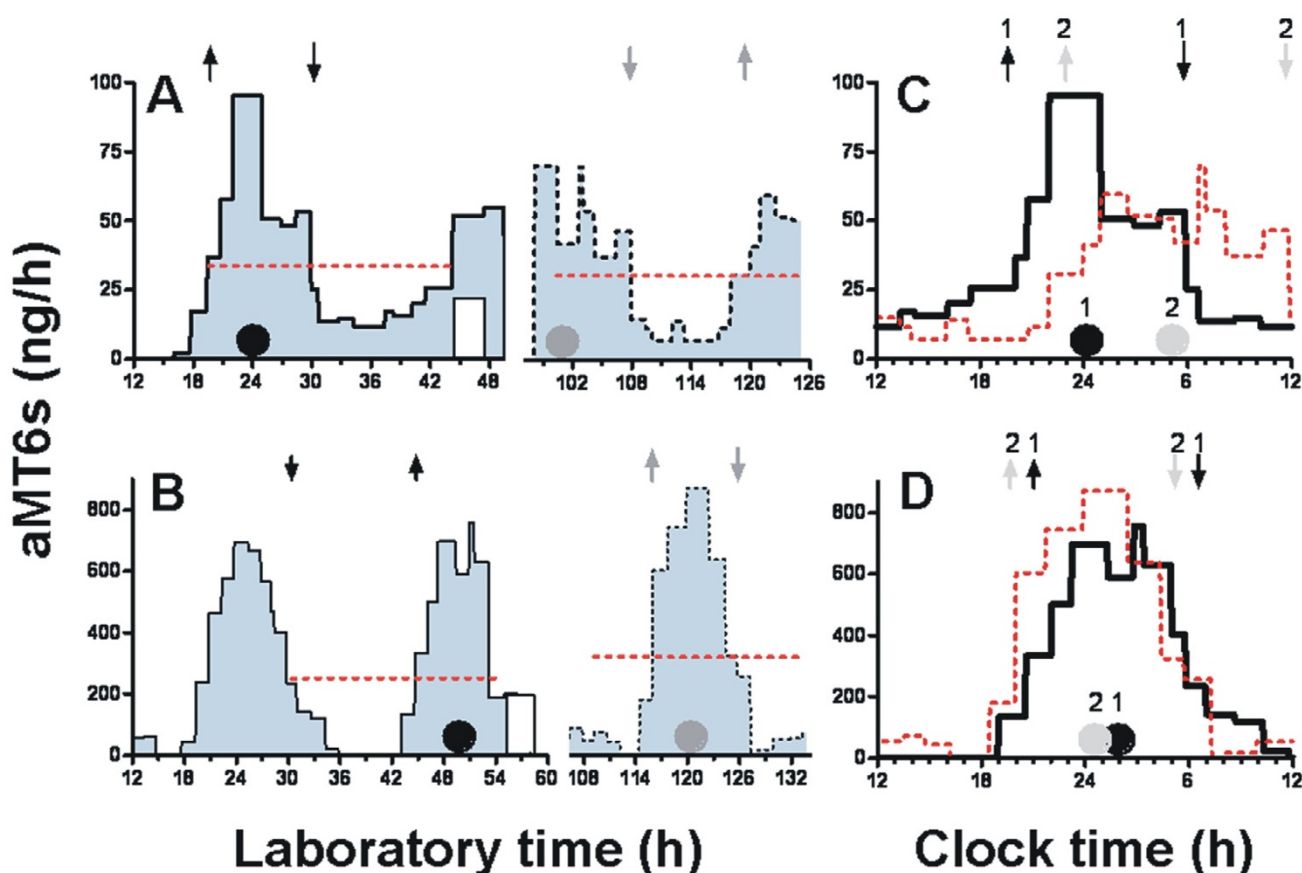 1 2 1 2
100 A 100 C
75 75
50 50
25 25
1 2
0 0
12 18 24 30 36 42 48 102 108 114 120 126 12 18 24 6 12
aMT6s (ng/h)
2 1 2 1
B D
800 800
600 600
400 400
200 200
2 1
0 0
12 18 24 30 36 42 48 54 60 108 114 120 126 132 12 18 24 6 12
Laboratory time (h) Clock time (h)